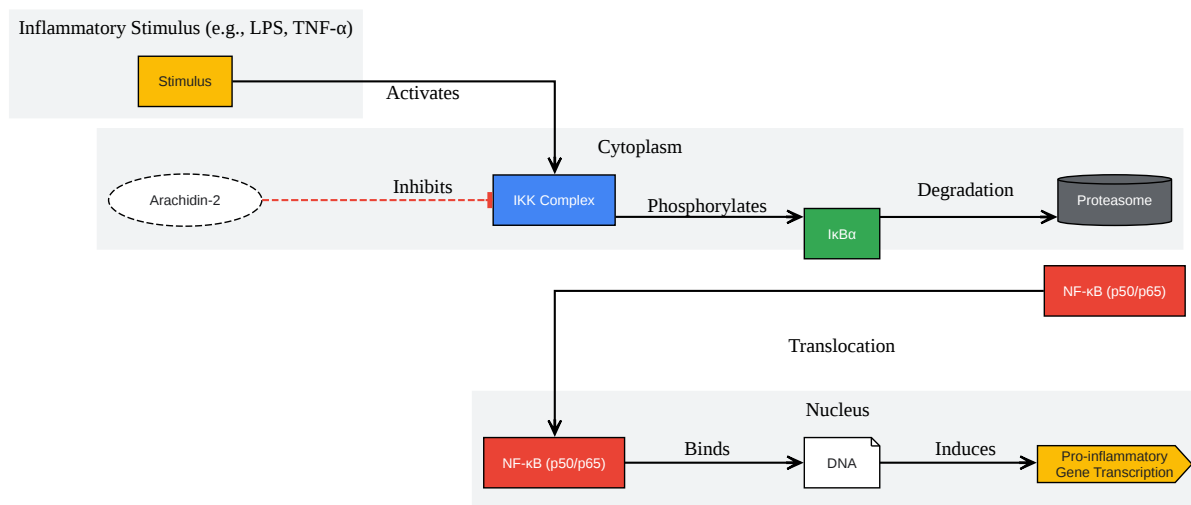 Inflammatory Stimulus (e.g., LPS, TNF-α)
Stimulus
Activates
Cytoplasm
Arachidin-2
Inhibits
IKK Complex
Phosphorylates
IκBα
Degradation
Proteasome
NF-κB (p50/p65)
Translocation
Nucleus
NF-κB (p50/p65)
Binds
DNA
Induces
Pro-inflammatory
Gene Transcription